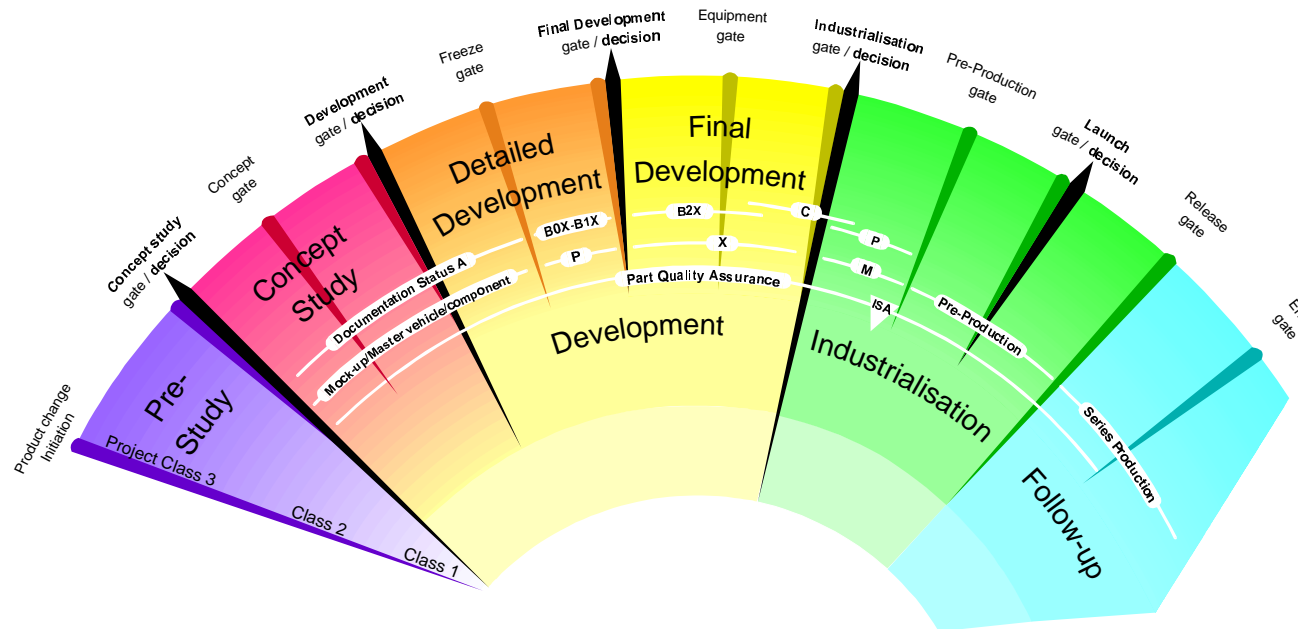 Product change
Initiation
Concept study
gate / decision
Concept
gate
Development
gate / decision
Freeze
gate
Final Development
gate / decision
Equipment
gate
Industrialisation
gate / decision
Pre-Production
gate
Launch
gate / decision
Release
gate
gate
Pre-
Study
Concept
Study
Detailed
Development
Final
Development
Documentation Status A
B0X-B1X
B2X
C
P
Mock-up/Master vehicle/component
P
X
M
Pre-Production
Part Quality Assurance
ISA
Series Production
Development
Industrialisation
Follow-up
Project Class 3
Class 2
Class 1